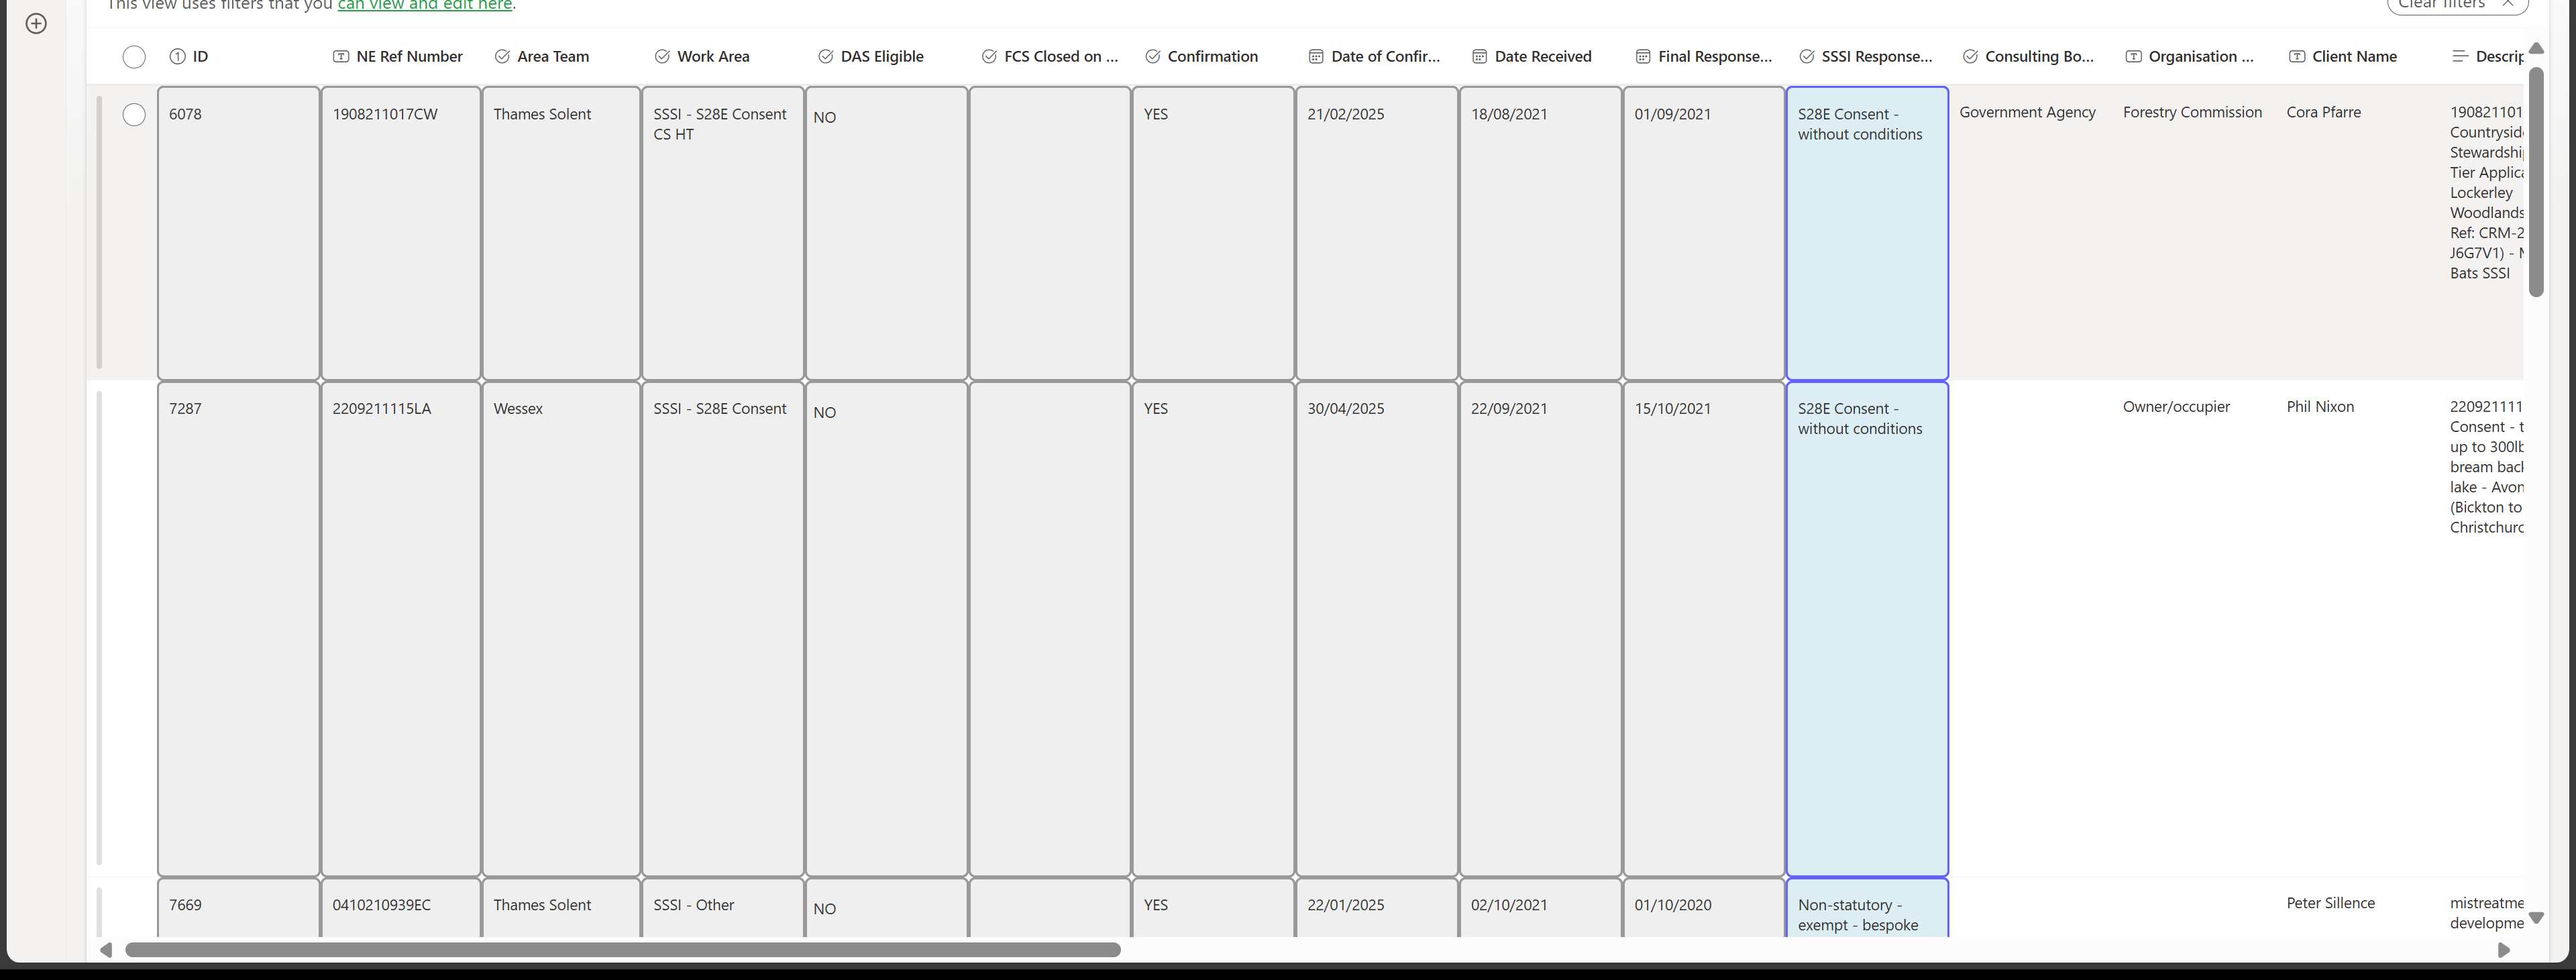 This view uses filters that you can view and edit here.
Clear filters
ID NE Ref Number Area Team Work Area DAS Eligible FCS Closed on ... Confirmation Date of Confir... Date Received Final Response... SSSI Response... Consulting Bo... Organisation ... Client Name Descrip
6078 1908211017CW Thames Solent SSSI - S28E Consent NO YES 21/02/2025 18/08/2021 01/09/2021 S28E Consent - Government Agency Forestry Commission Cora Pfarre 190821101
CS HT without conditions Countryside
Stewardship
Tier Applica
Lockerley
Woodlands
Ref: CRM-2
J6G7V1) - M
Bats SSSI
7287 2209211115LA Wessex SSSI - S28E Consent NO YES 30/04/2025 22/09/2021 15/10/2021 S28E Consent - Owner/occupier Phil Nixon 220921111
without conditions Consent - t
up to 300lb
bream back
lake - Avon
(Bickton to
Christchurc
7669 0410210939EC Thames Solent SSSI - Other NO YES 22/01/2025 02/10/2021 01/10/2020 Non-statutory - Peter Sillence mistreatme
exempt - bespoke developme